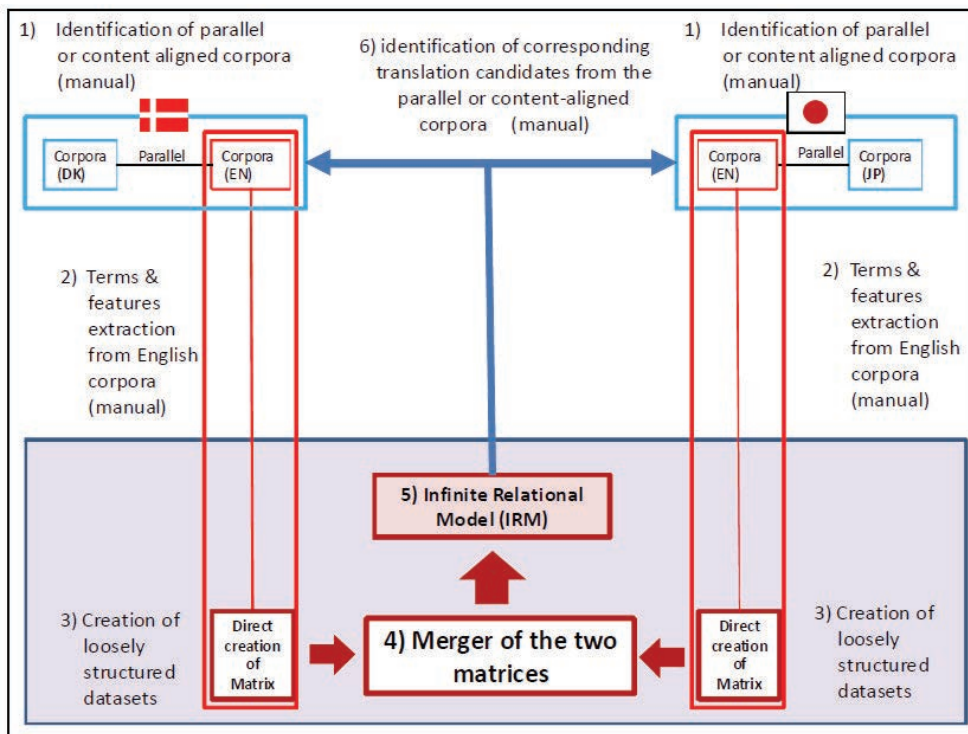 1) Identification of parallel
or content aligned corpora
(manual)
6) identification of corresponding
translation candidates from the
parallel or content-aligned
corpora (manual)
1) Identification of parallel
or content aligned corpora
(manual)
Corpora
(DK)
Parallel
Corpora
(EN)
Corpora
(EN)
Parallel
Corpora
(JP)
2) Terms &
features
extraction
from English
corpora
(manual)
2) Terms &
features
extraction
from English
corpora
(manual)
5) Infinite Relational
Model (IRM)
3) Creation of
loosely
structured
datasets
Direct
creation
of
Matrix
4) Merger of the two
matrices
Direct
creation
of
Matrix
3) Creation of
loosely
structured
datasets